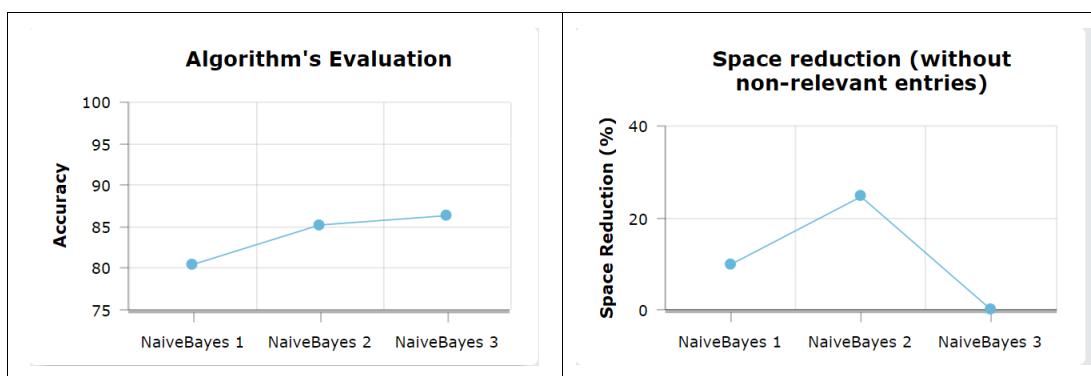 Algorithm's Evaluation
Accuracy
100
95
90
85
80
75
NaiveBayes 1
NaiveBayes 2
NaiveBayes 3
Space reduction (without
non-relevant entries)
Space Reduction (%)
40
20
0
NaiveBayes 1
NaiveBayes 2
NaiveBayes 3